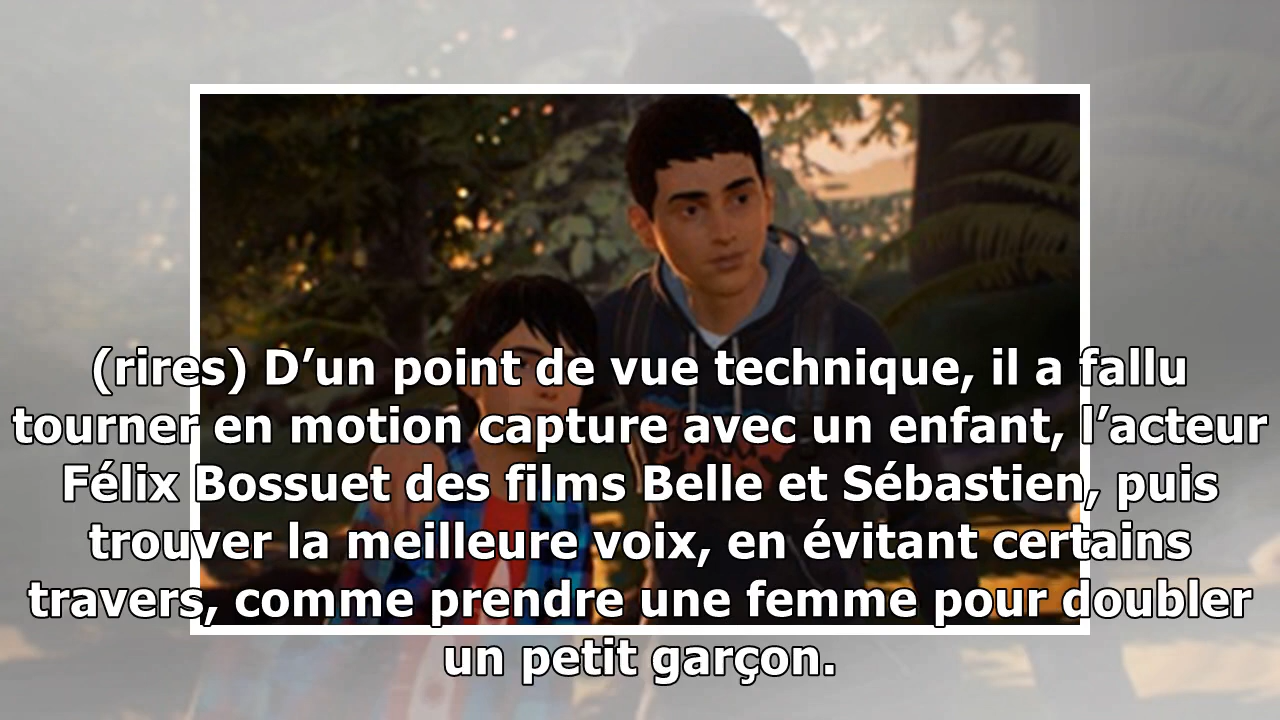 (rires) D’un point de vue technique, il a fallu
tourner en motion capture avec un enfant, l’acteur
Félix Bossuet des films Belle et Sébastien, puis
trouver la meilleure voix, en évitant certains
travers, comme prendre une femme pour doubler
un petit garçon.